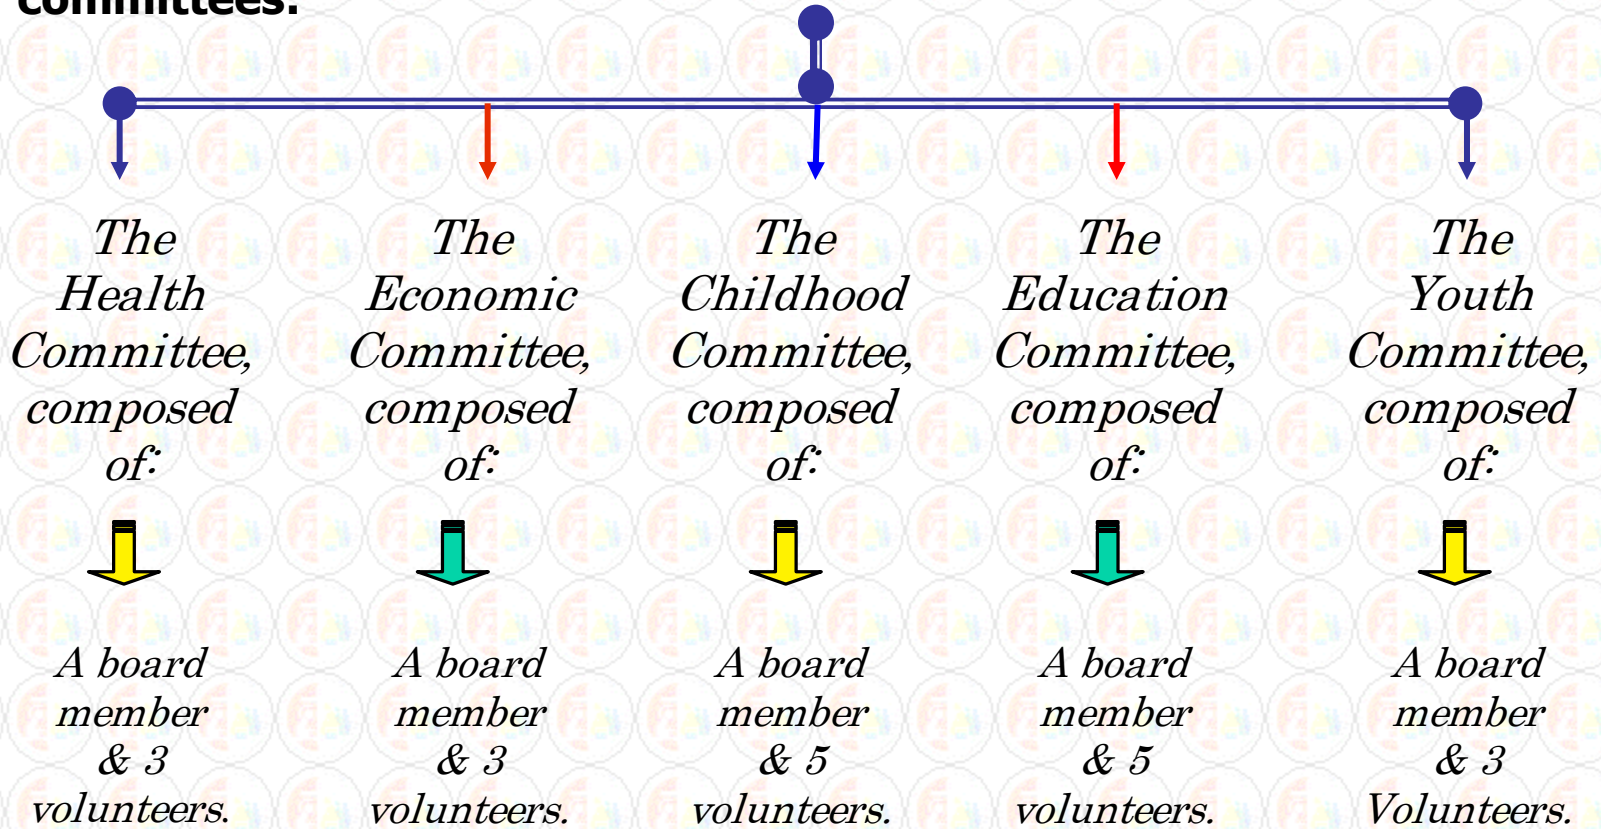 committees.
The
Health
Committee,
composed
of:
The
Economic
Committee,
composed
of:
The
Childhood
Committee,
composed
of:
The
Education
Committee,
composed
of:
The
Youth
Committee,
composed
of:
A board
member
& 3
volunteers.
A board
member
& 3
volunteers.
A board
member
& 5
volunteers.
A board
member
& 5
volunteers.
A board
member
& 3
Volunteers.